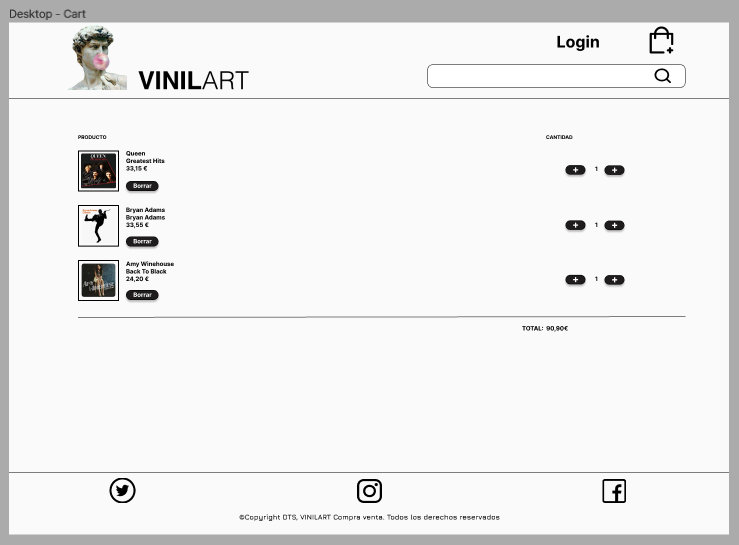 Desktop - Cart
Login
VINILART
PRODUCTO
CANTIDAD
QUEEN
Queen
Greatest Hits
33,15 €
Borrar
+ 1 +
Bryan Adams
Bryan Adams
33,55 €
Borrar
+ 1 +
Amy Winehouse
Back To Black
24,20 €
Borrar
+ 1 +
TOTAL: 90,90€
©Copyright DTS, VINILART Compra venta. Todos los derechos reservados